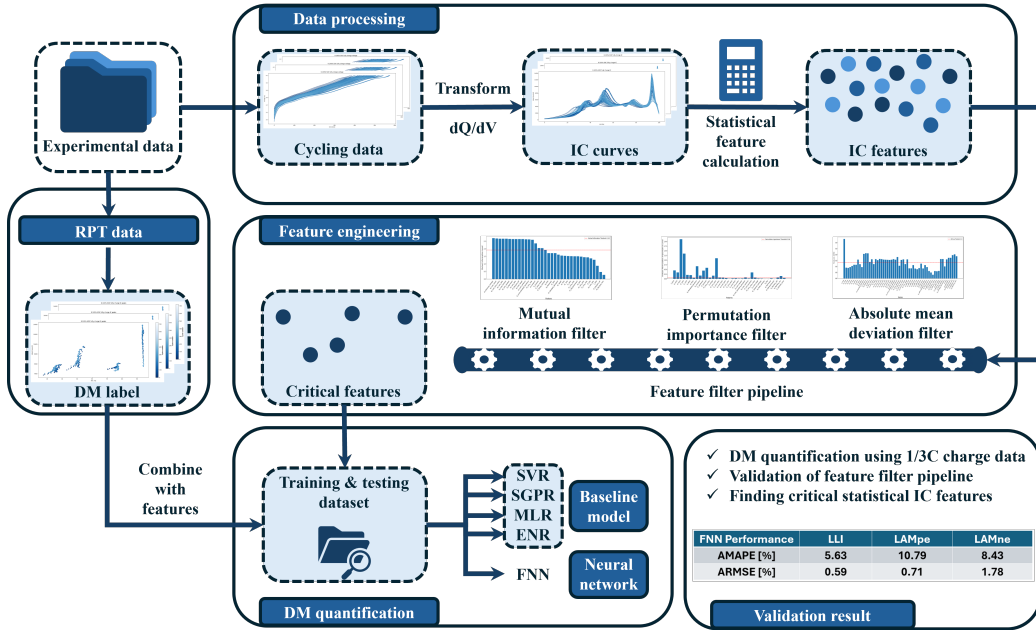 Data processing
Experimental data
Cycling data
Transform
dQ/dV
IC curves
Statistical
feature
calculation
IC features
RPT data
DM label
Feature engineering
Critical features
Mutual
information filter
Permutation
importance filter
Absolute mean
deviation filter
Feature filter pipeline
Combine
with
features
Training & testing
dataset
SVR
SGPR
MLR
ENR
FNN
Baseline
model
Neural
network
DM quantification
✓ DM quantification using 1/3C charge data
✓ Validation of feature filter pipeline
✓ Finding critical statistical IC features
FNN Performance LLI LAMpe LAMne
AMAPE [%] 5.63 10.79 8.43
ARMSE [%] 0.59 0.71 1.78
Validation result